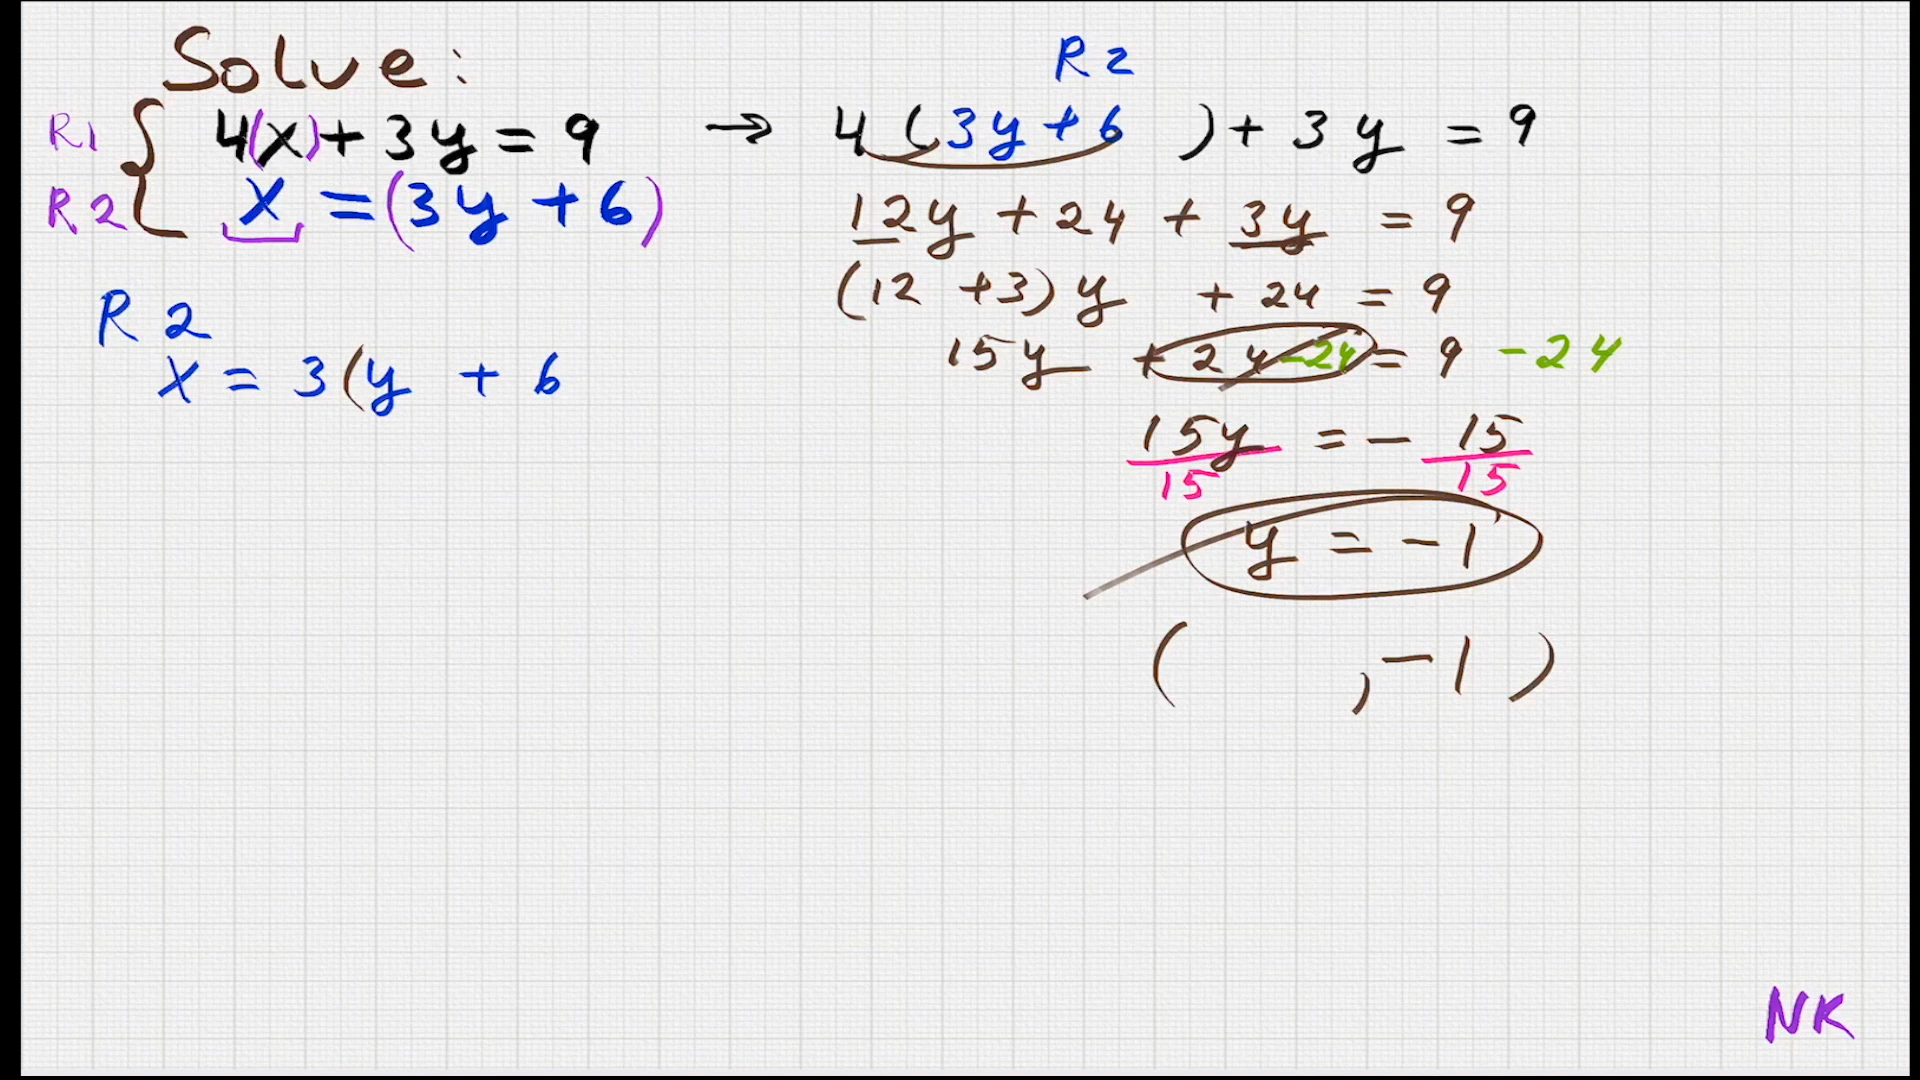 Solve:
R1 4(x)+3y=9
R2 x=(3y+6)
R2
x=3(y+6
R2
→ 4(3y+6)+3y=9
12y+24+3y=9
(12+3)y+24=9
15y+24-24=9-24
15y/15=-15/15
y=-1
( ,-1)
NK